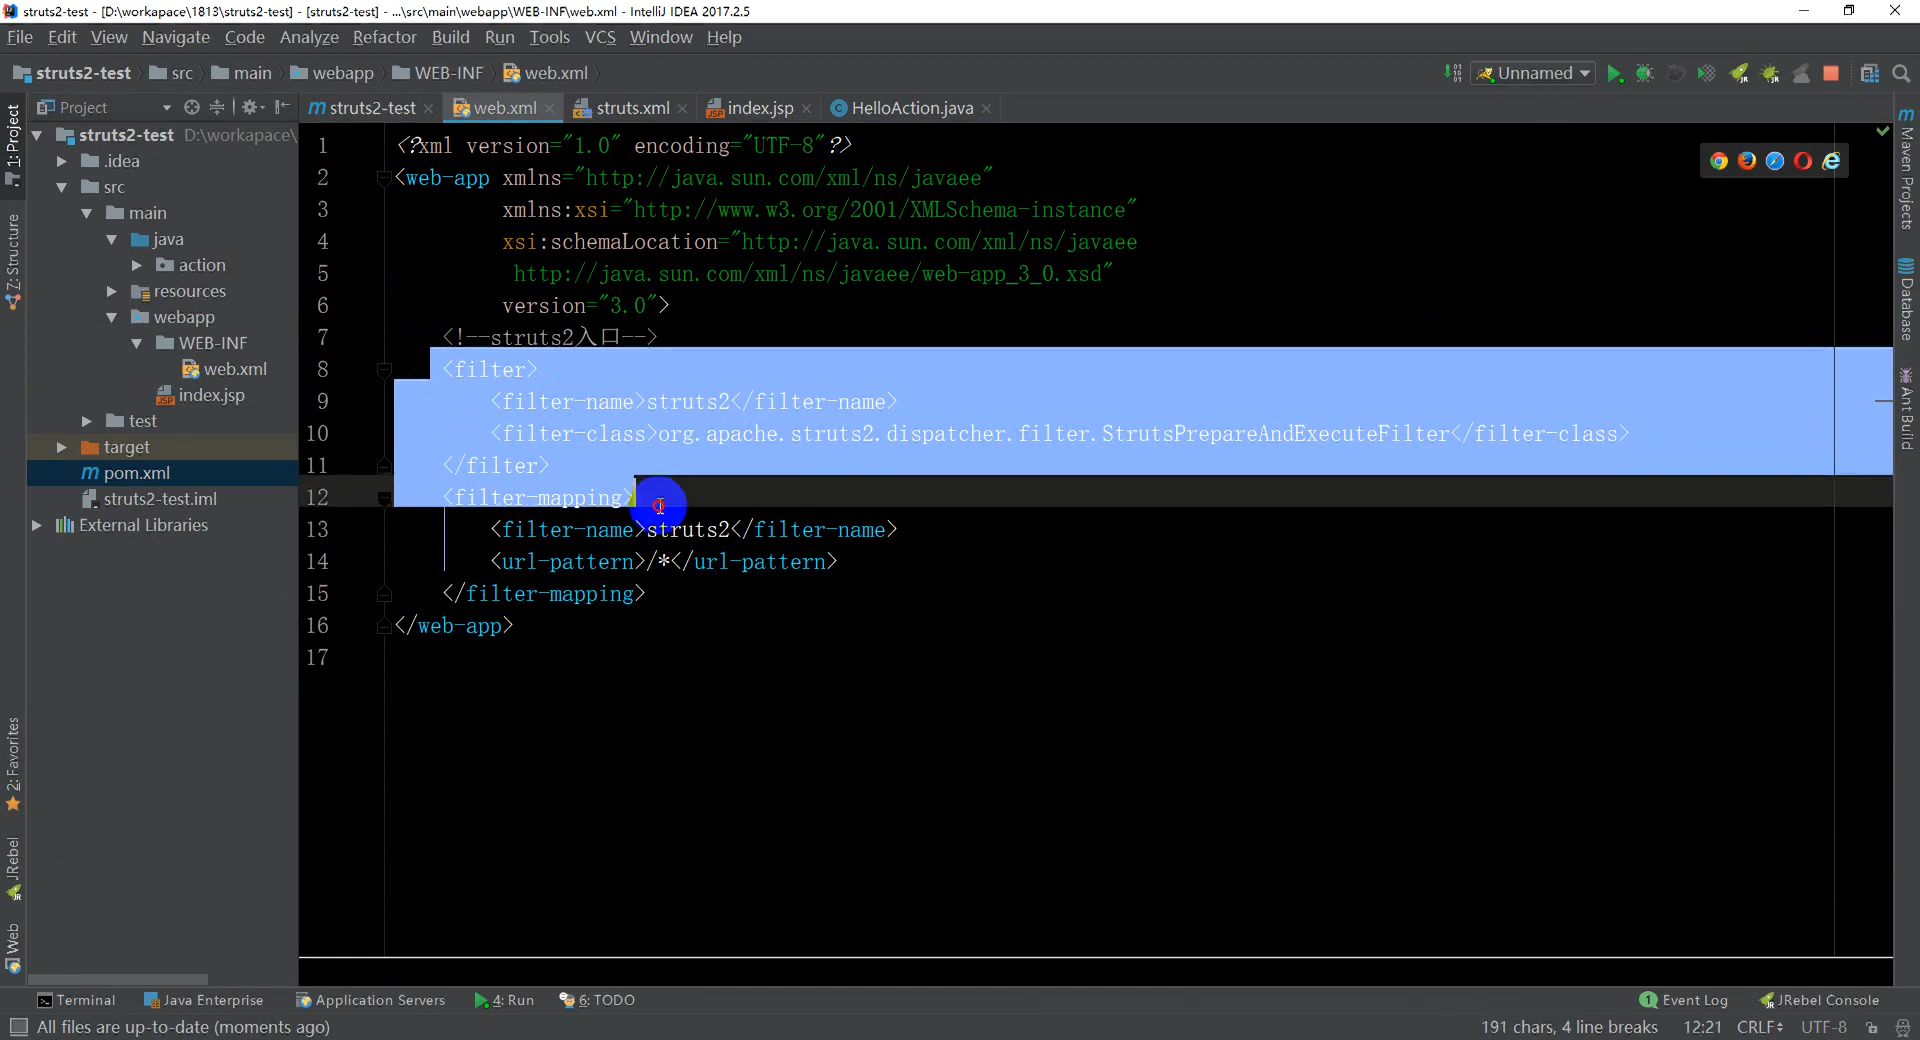 struts2-test - [D:\workapace\1813\struts2-test] - [struts2-test] - ...\src\main\webapp\WEB-INF\web.xml - IntelliJ IDEA 2017.2.5
File Edit View Navigate Code Analyze Refactor Build Run Tools VCS Window Help
struts2-test src main webapp WEB-INF web.xml
Unnamed
Project
struts2-test web.xml struts.xml index.jsp HelloAction.java
1: Project
Z: Structure
2: Favorites
JRebel
Web
struts2-test D:\workapace\
.idea
src
main
java
action
resources
webapp
WEB-INF
web.xml
index.jsp
test
target
pom.xml
struts2-test.iml
External Libraries
1 <?xml version="1.0" encoding="UTF-8"?>
2 <web-app xmlns="http://java.sun.com/xml/ns/javaee"
3 xmlns:xsi="http://www.w3.org/2001/XMLSchema-instance"
4 xsi:schemaLocation="http://java.sun.com/xml/ns/javaee
5 http://java.sun.com/xml/ns/javaee/web-app_3_0.xsd"
6 version="3.0">
7 <!--struts2入口-->
8 <filter>
9 <filter-name>struts2</filter-name>
10 <filter-class>org.apache.struts2.dispatcher.filter.StrutsPrepareAndExecuteFilter</filter-class>
11 </filter>
12 <filter-mapping>
13 <filter-name>struts2</filter-name>
14 <url-pattern>/*</url-pattern>
15 </filter-mapping>
16 </web-app>
17
Maven Projects
Database
Ant Build
Terminal Java Enterprise Application Servers 4: Run 6: TODO
1 Event Log JRebel Console
All files are up-to-date (moments ago)
191 chars, 4 line breaks 12:21 CRLF UTF-8